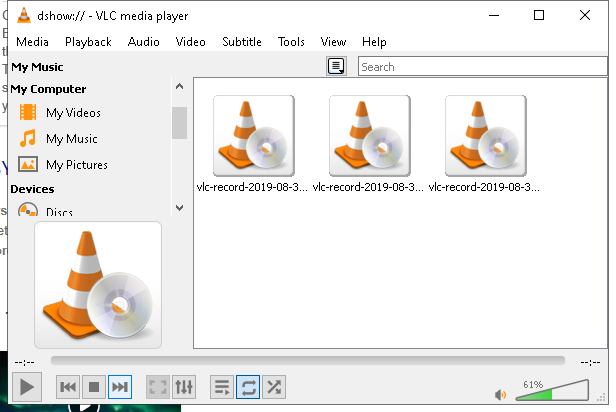 dshow:// - VLC media player
Media Playback Audio Video Subtitle Tools View Help
My Music
Search
My Computer
My Videos
My Music
My Pictures
Devices
Discs
vlc-record-2019-08-3... vlc-record-2019-08-3... vlc-record-2019-08-3...
--:-- --:--
61%